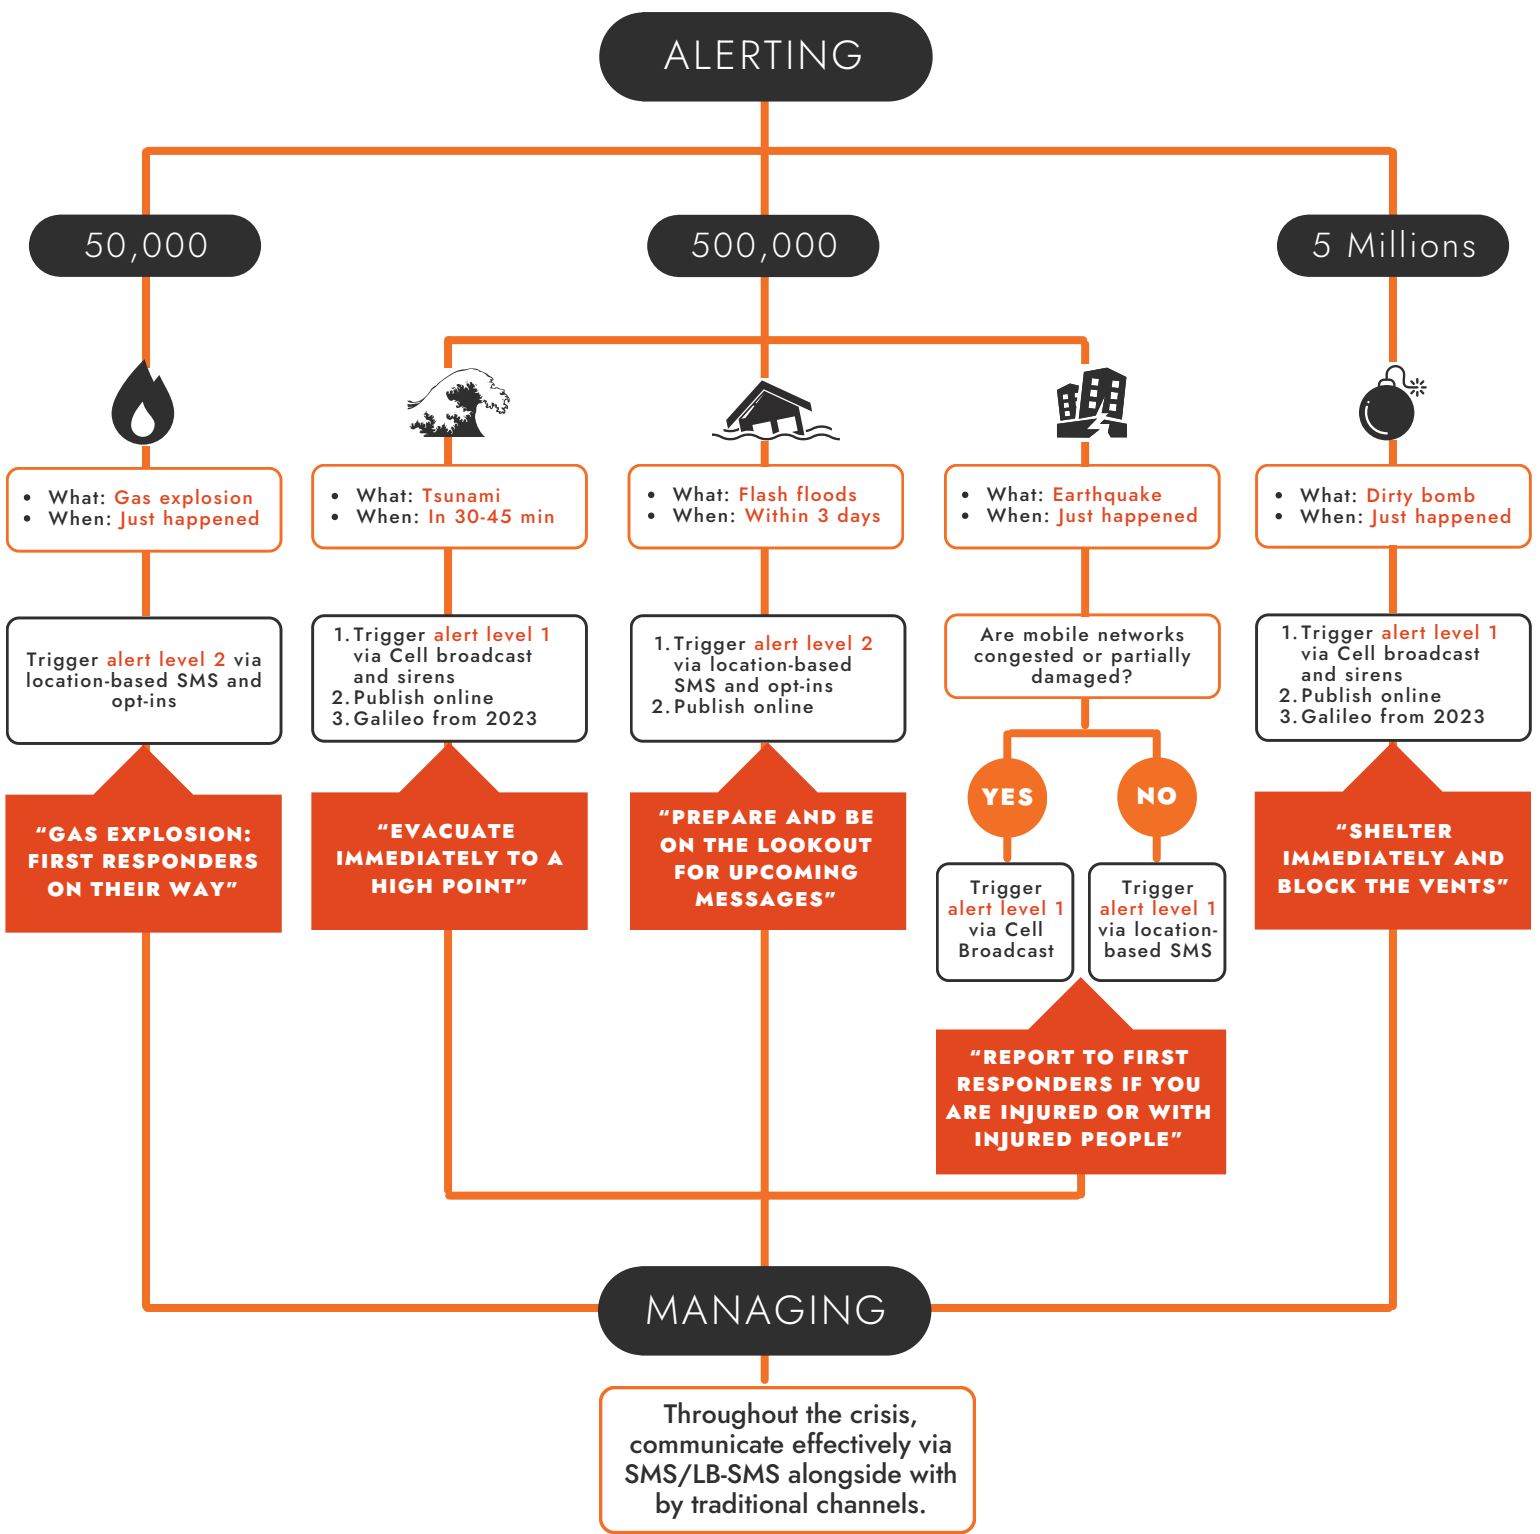 ALERTING
50,000
500,000
5 Millions
• What: Gas explosion
• When: Just happened
• What: Tsunami
• When: In 30-45 min
• What: Flash floods
• When: Within 3 days
• What: Earthquake
• When: Just happened
• What: Dirty bomb
• When: Just happened
Trigger alert level 2 via
location-based SMS and
opt-ins
1. Trigger alert level 1
via Cell broadcast
and sirens
2. Publish online
3. Galileo from 2023
1. Trigger alert level 2
via location-based
SMS and opt-ins
2. Publish online
Are mobile networks
congested or partially
damaged?
1. Trigger alert level 1
via Cell broadcast
and sirens
2. Publish online
3. Galileo from 2023
YES
NO
“GAS EXPLOSION:
FIRST RESPONDERS
ON THEIR WAY”
“EVACUATE
IMMEDIATELY TO A
HIGH POINT”
“PREPARE AND BE
ON THE LOOKOUT
FOR UPCOMING
MESSAGES”
Trigger
alert level 1
via Cell
Broadcast
Trigger
alert level 1
via location-
based SMS
“SHELTER
IMMEDIATELY AND
BLOCK THE VENTS”
“REPORT TO FIRST
RESPONDERS IF YOU
ARE INJURED OR WITH
INJURED PEOPLE”
MANAGING
Throughout the crisis,
communicate effectively via
SMS/LB-SMS alongside with
by traditional channels.